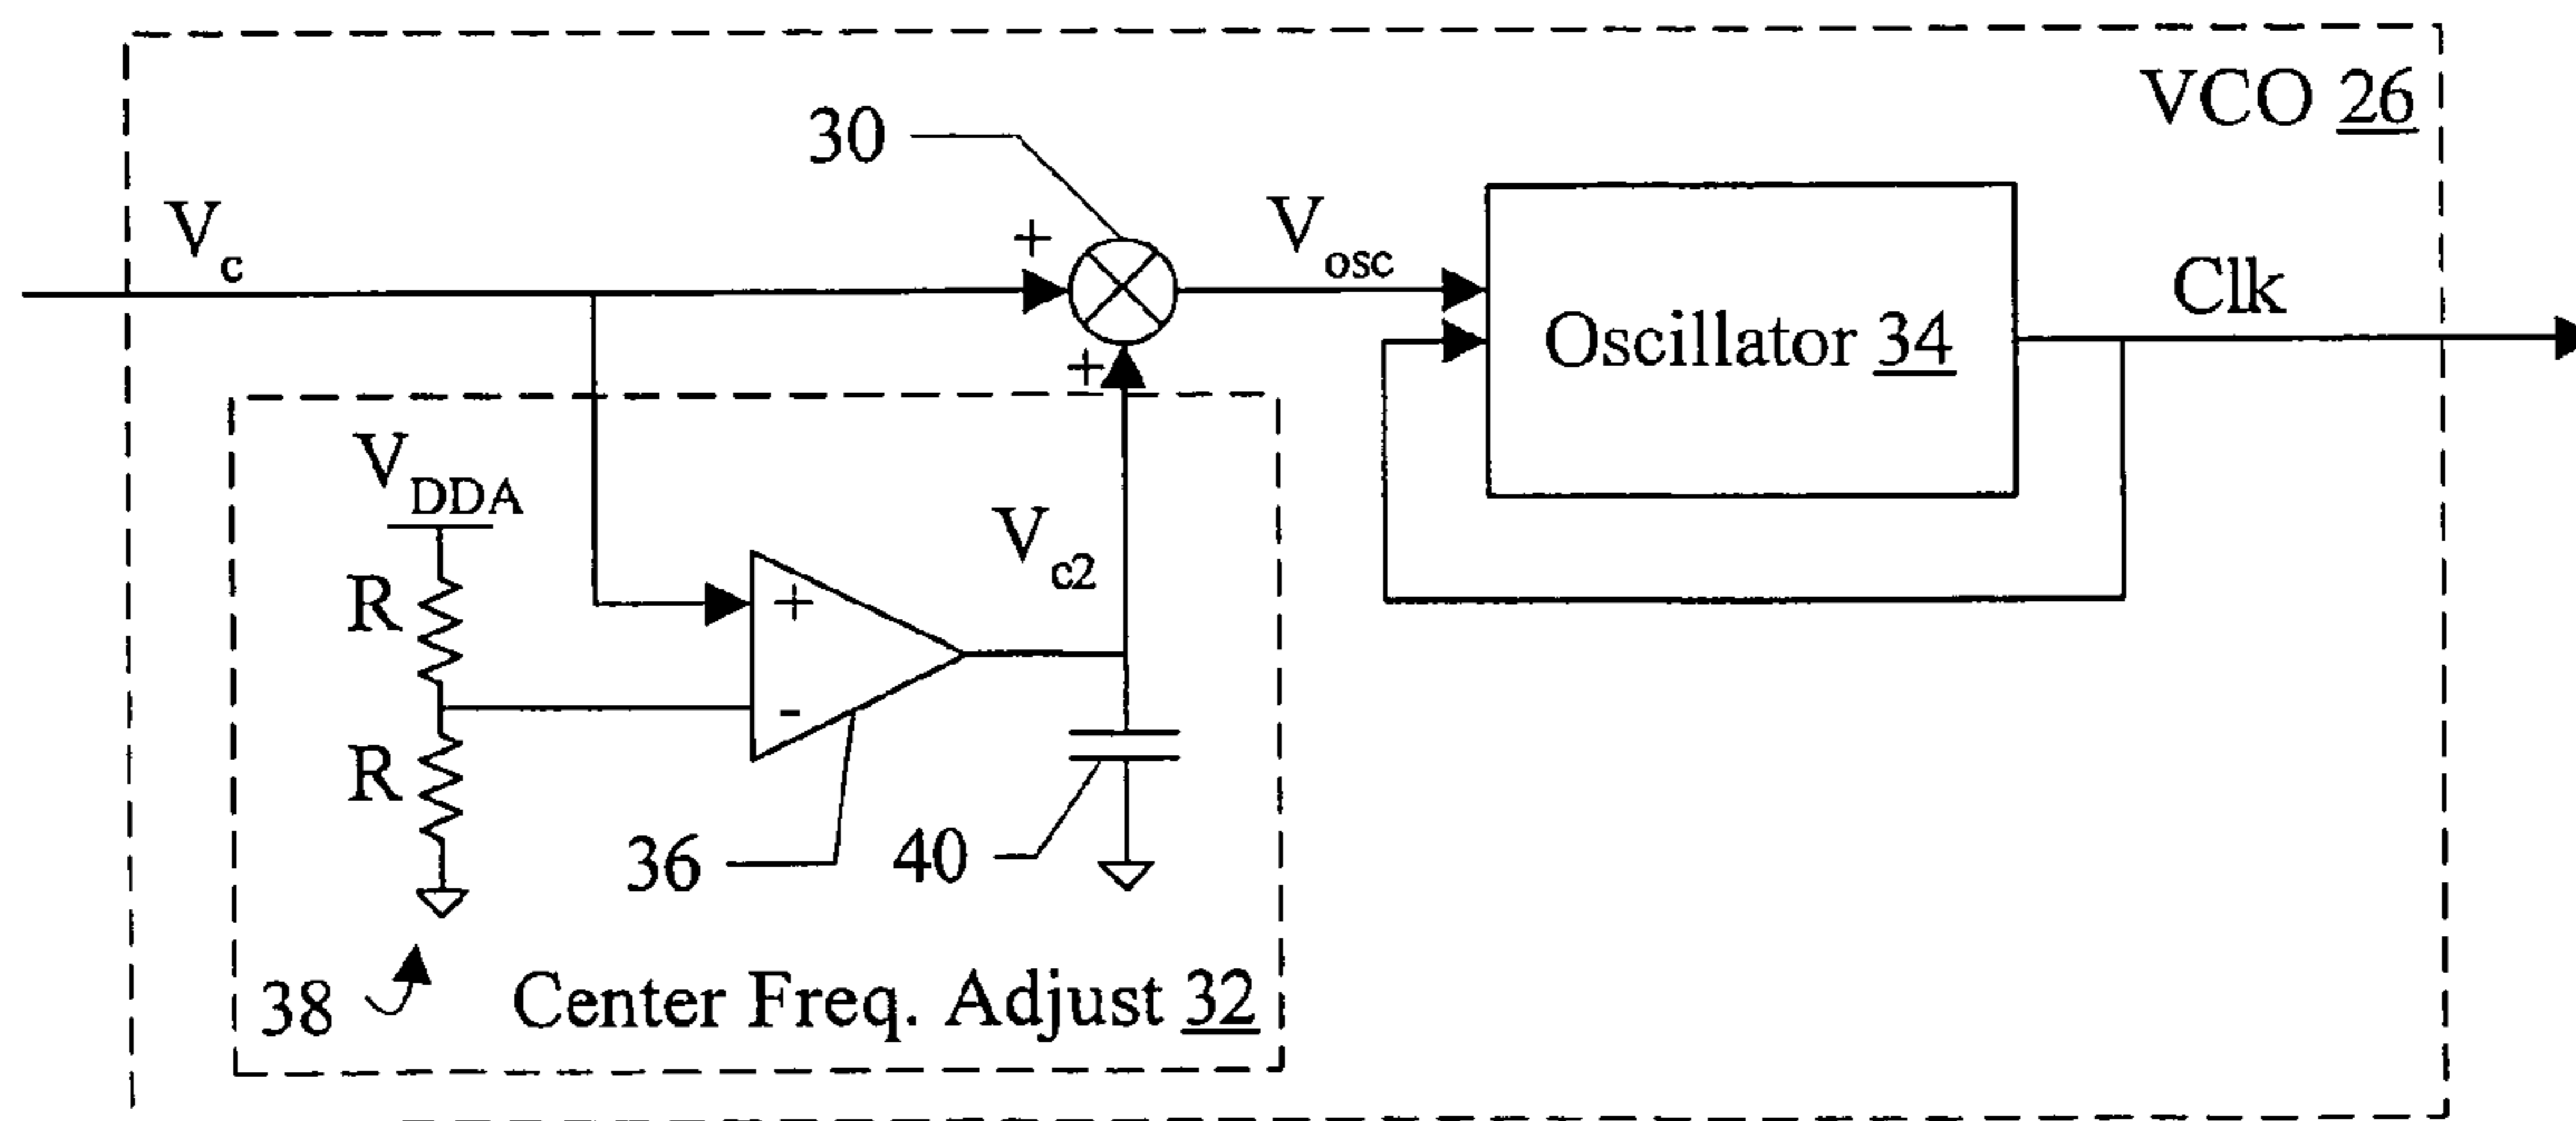 VCO 26
30
+
Vc
Vosc
Clk
Oscillator 34
+
VDDA
Vc2
R
+
-
R
36
40
38
Center Freq. Adjust 32